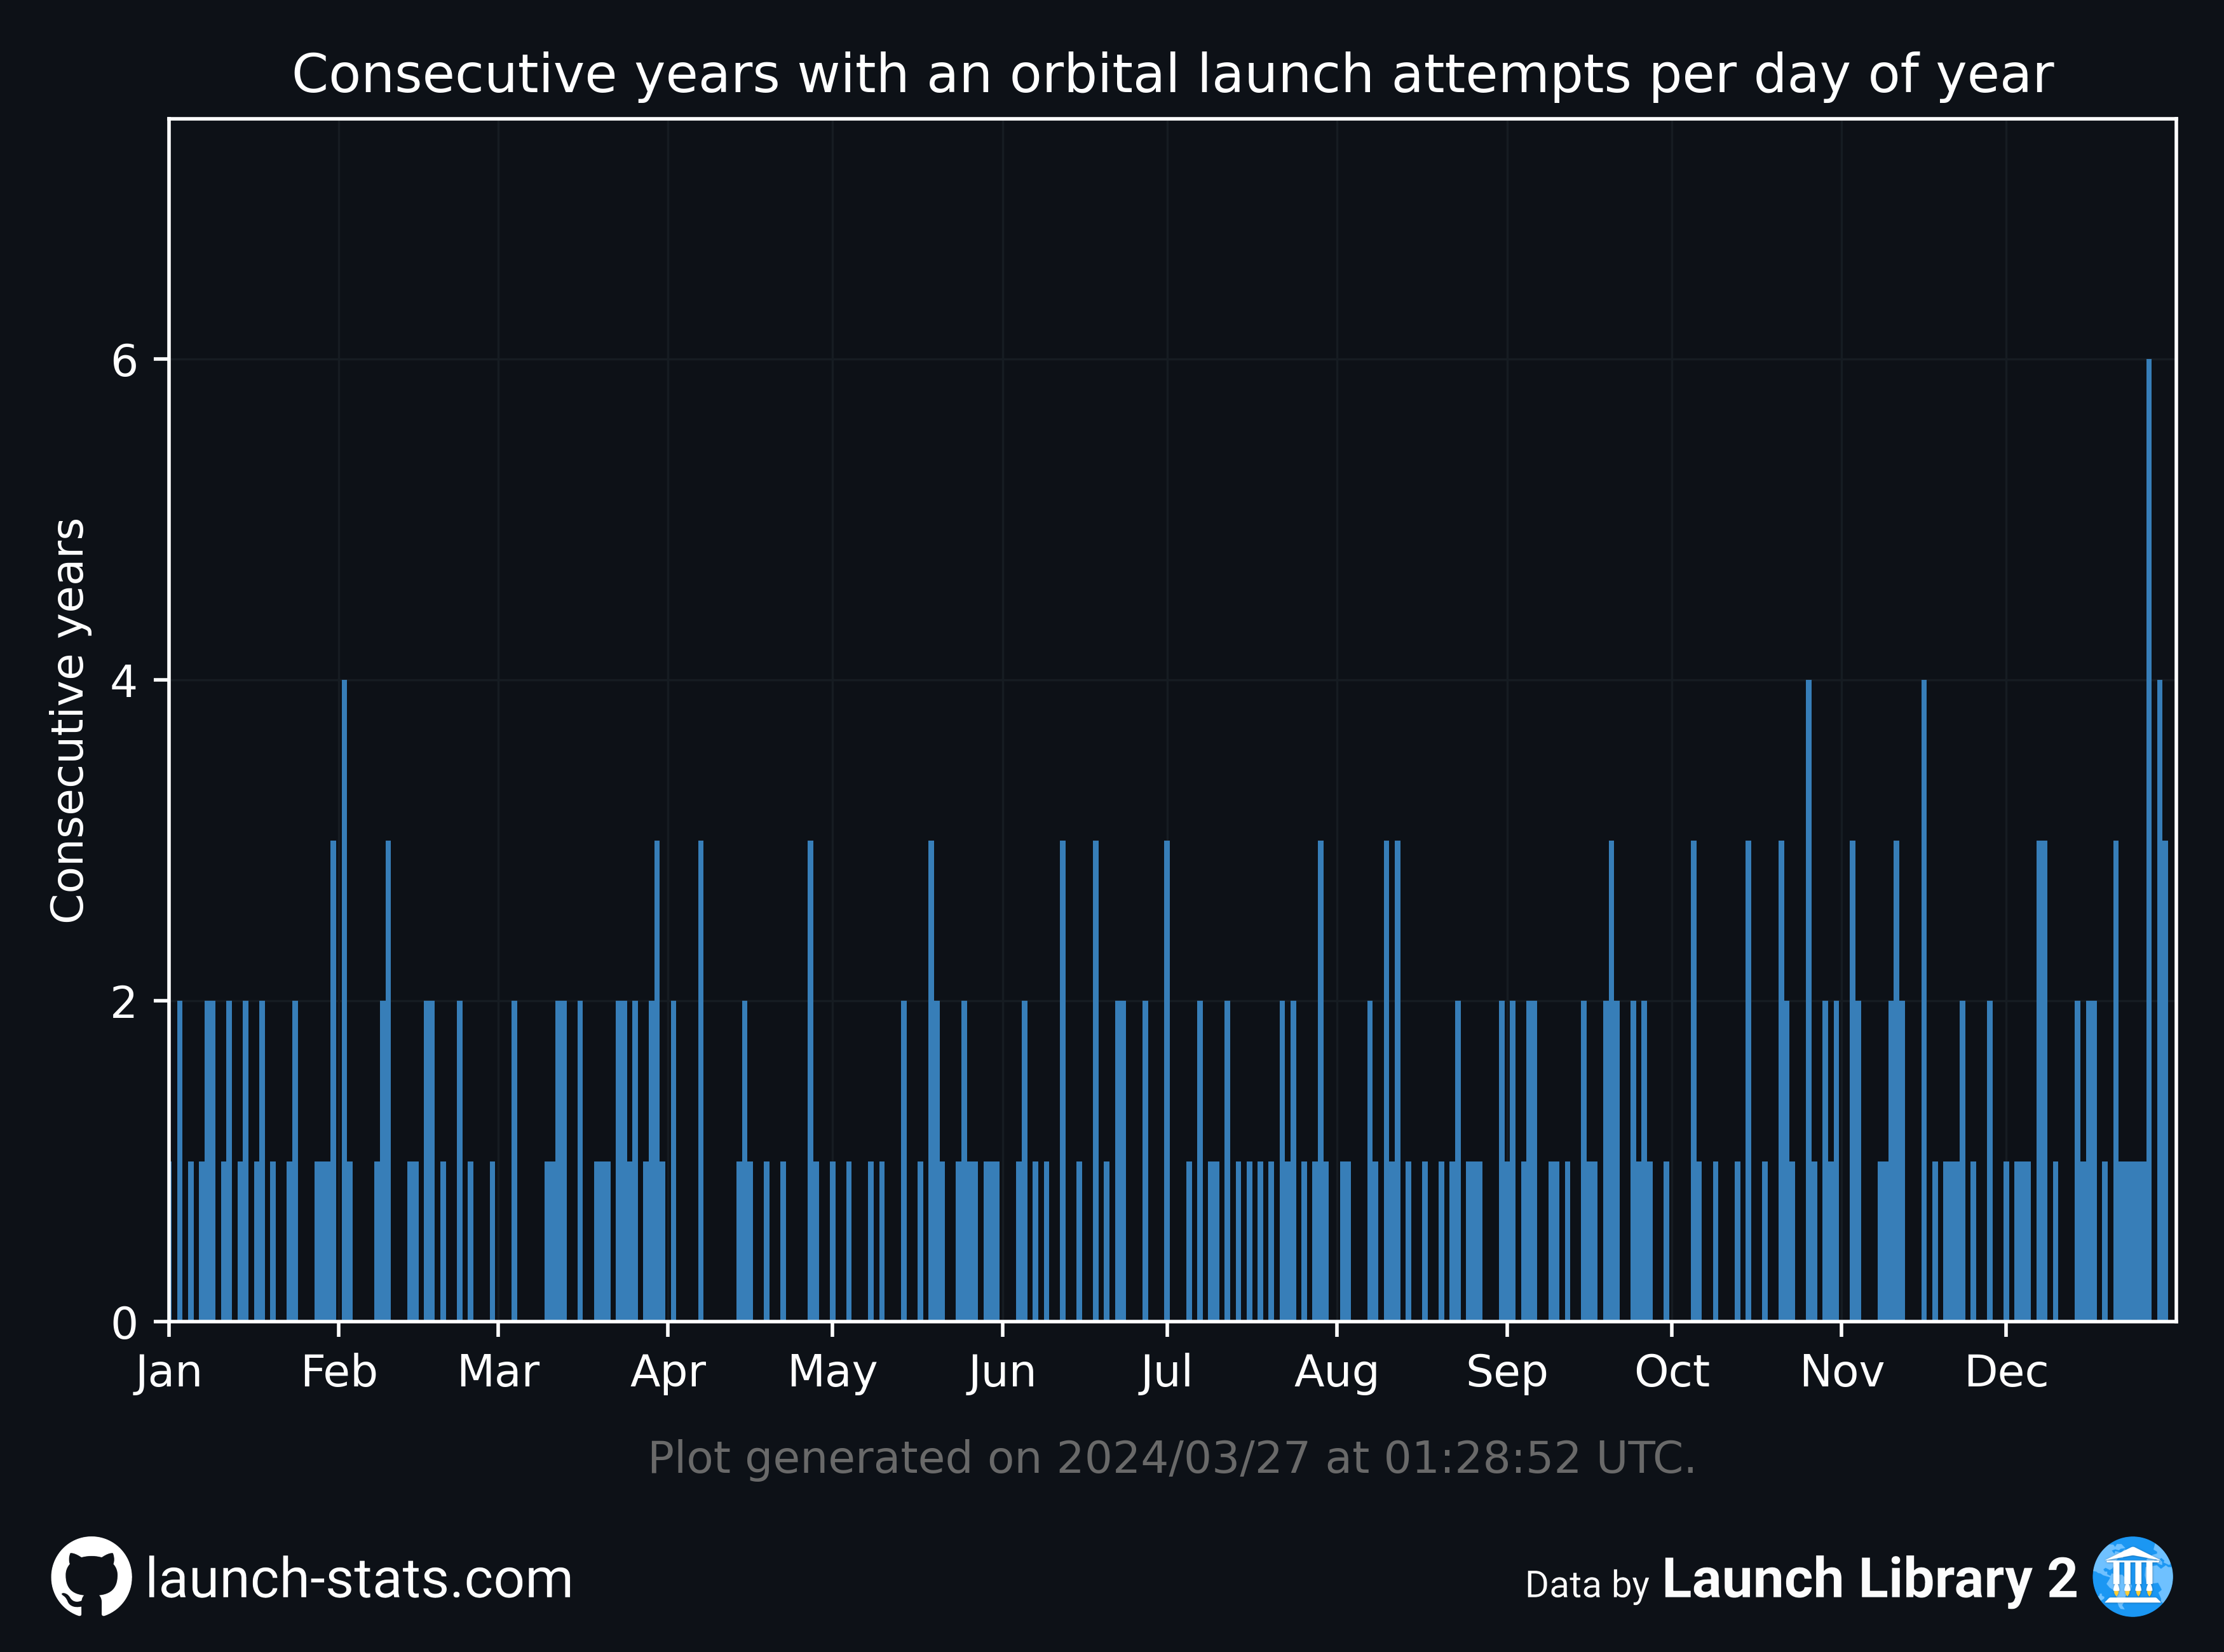 Consecutive years with an orbital launch attempts per day of year
Consecutive years
6
4
2
0
Jan Feb Mar Apr May Jun Jul Aug Sep Oct Nov Dec
Plot generated on 2024/03/27 at 01:28:52 UTC.
launch-stats.com
Data by Launch Library 2